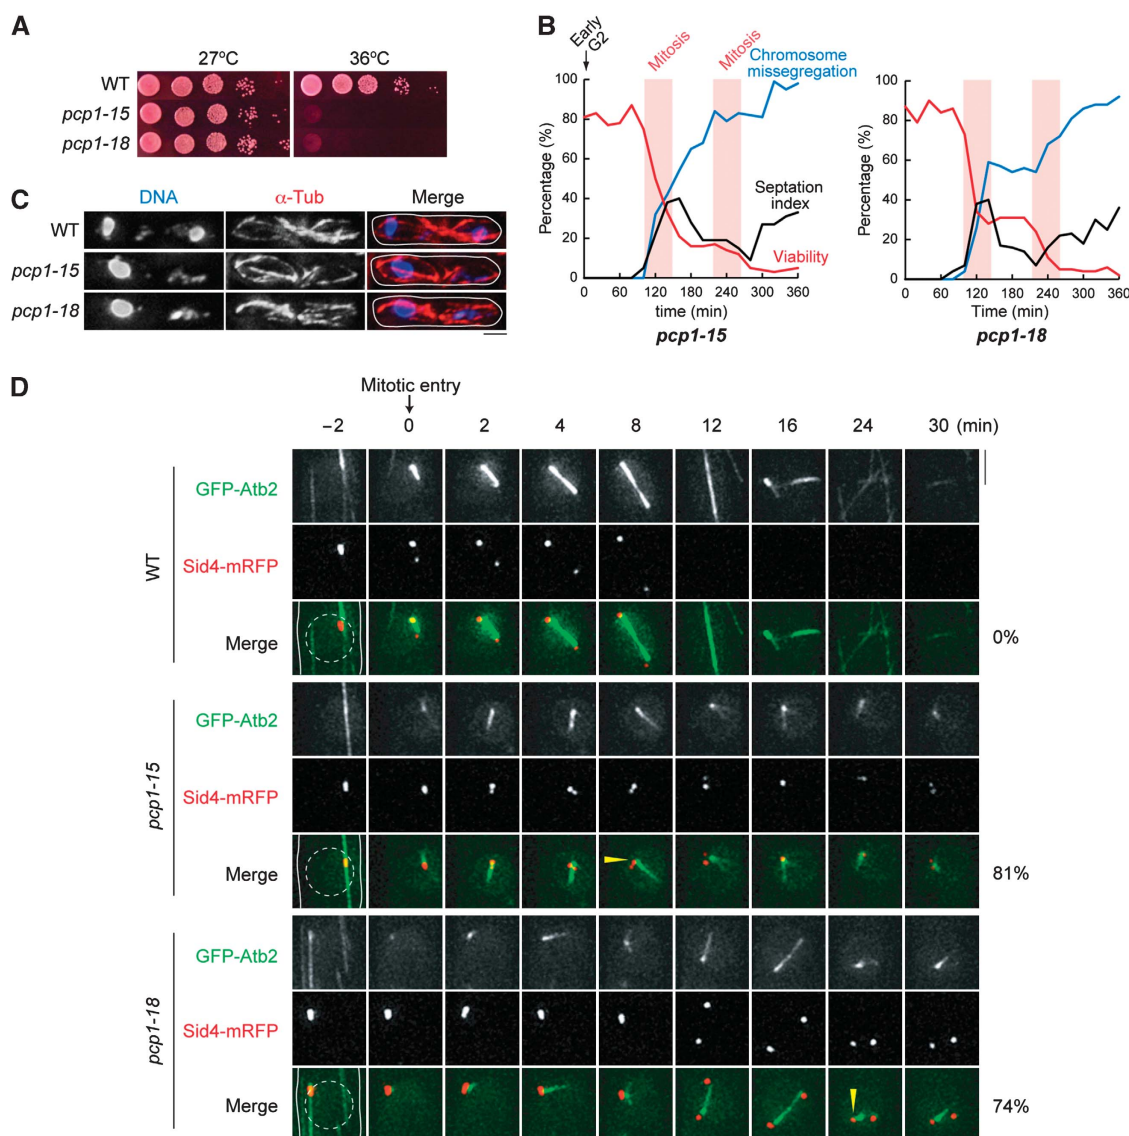 A
27ºC 36ºC
WT
pcp1-15
pcp1-18
B
Early G2
Mitosis
Mitosis
Chromosome missegregation
Septation index
Viability
Percentage (%)
100
80
60
40
20
0
0 60 120 180 240 300 360
time (min)
pcp1-15
Percentage (%)
100
80
60
40
20
0
0 60 120 180 240 300 360
Time (min)
pcp1-18
C
DNA α-Tub Merge
WT
pcp1-15
pcp1-18
D
Mitotic entry
–2 0 2 4 8 12 16 24 30 (min)
WT
GFP-Atb2
Sid4-mRFP
Merge
0%
pcp1-15
GFP-Atb2
Sid4-mRFP
Merge
81%
pcp1-18
GFP-Atb2
Sid4-mRFP
Merge
74%